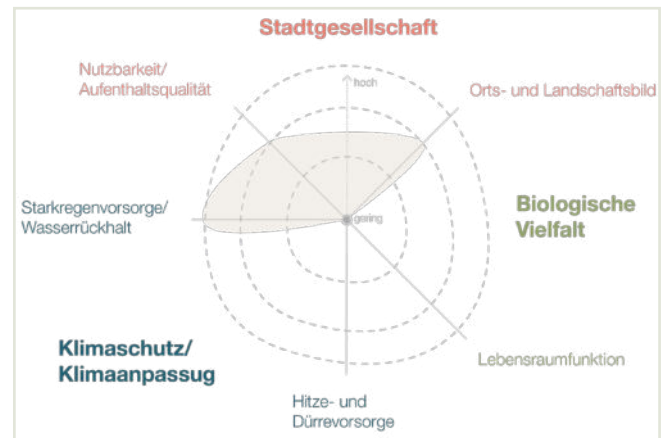 Stadtgesellschaft
Nutzbarkeit/
Aufenthaltsqualität
hoch
Orts- und Landschaftsbild
Starkregenvorsorge/
Wasserrückhalt
gering
Biologische
Vielfalt
Klimaschutz/
Klimaanpassug
Lebensraumfunktion
Hitze- und
Dürrevorsorge